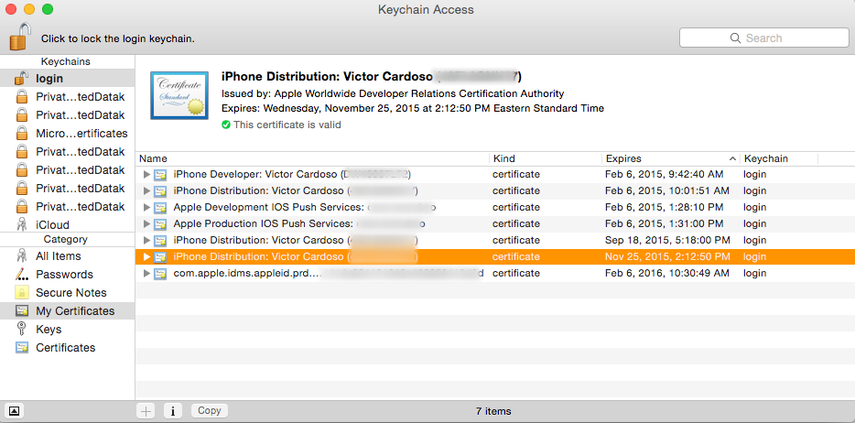 Keychain Access
Click to lock the login keychain.
Search
Keychains
login
Privat...tedDatak
Privat...tedDatak
Micro...ertificates
Privat...tedDatak
Privat...tedDatak
Privat...tedDatak
Privat...tedDatak
iCloud
Category
All Items
Passwords
Secure Notes
My Certificates
Keys
Certificates
Certificate
Standard
iPhone Distribution: Victor Cardoso (
Issued by: Apple Worldwide Developer Relations Certification Authority
Expires: Wednesday, November 25, 2015 at 2:12:50 PM Eastern Standard Time
This certificate is valid
Name Kind Expires Keychain
iPhone Developer: Victor Cardoso ( certificate Feb 6, 2015, 9:42:40 AM login
iPhone Distribution: Victor Cardoso ( certificate Feb 6, 2015, 10:01:51 AM login
Apple Development IOS Push Services: certificate Feb 6, 2015, 1:28:10 PM login
Apple Production IOS Push Services: certificate Feb 6, 2015, 1:31:00 PM login
iPhone Distribution: Victor Cardoso ( certificate Sep 18, 2015, 5:18:00 PM login
iPhone Distribution: Victor Cardoso ( certificate Nov 25, 2015, 2:12:50 PM login
com.apple.idms.appleid.prd.... certificate Feb 6, 2016, 10:30:49 AM login
Copy
7 items